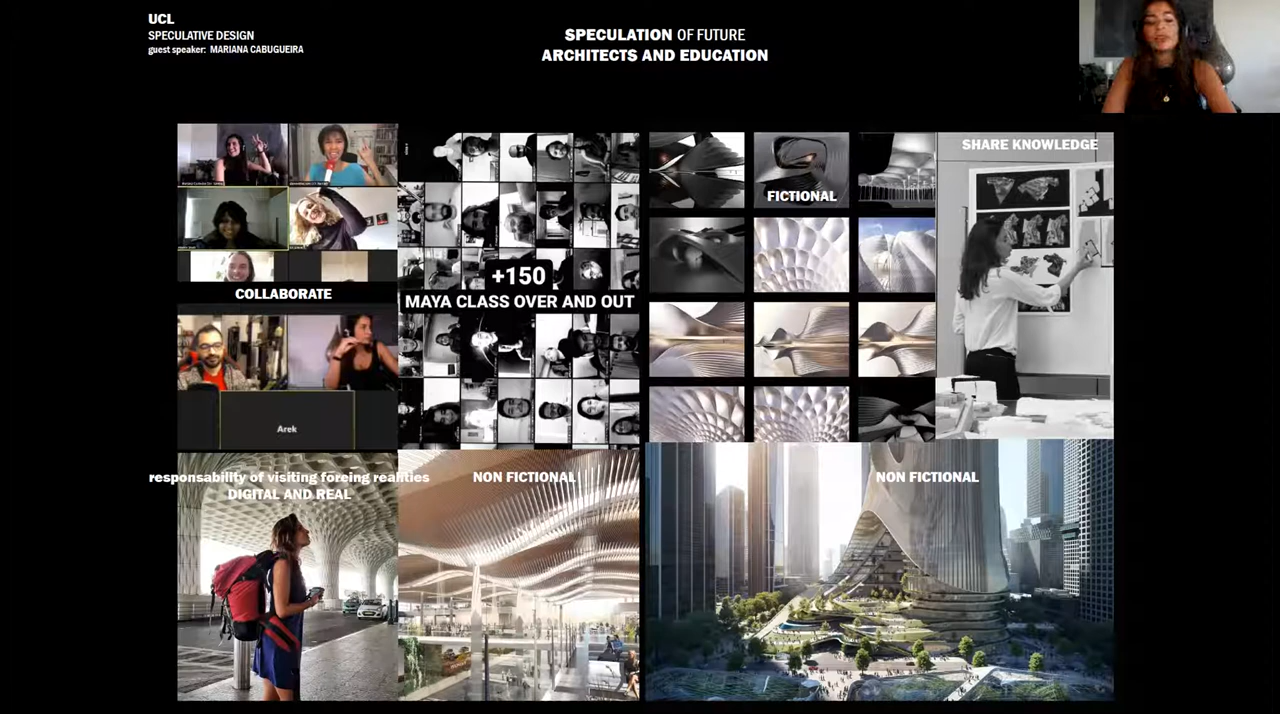 UCL
SPECULATIVE DESIGN
guest speaker: MARIANA CABUGUEIRA
SPECULATION OF FUTURE
ARCHITECTS AND EDUCATION
SHARE KNOWLEDGE
FICTIONAL
+150
COLLABORATE
MAYA CLASS OVER AND OUT
Arek
responsability of visiting foreing realities
DIGITAL AND REAL
NON FICTIONAL
NON FICTIONAL